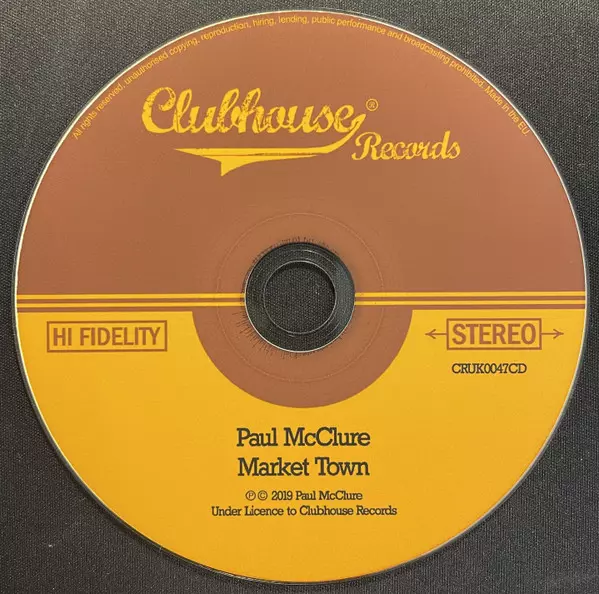 All rights reserved, unauthorised copying, reproduction, hiring, lending, public performance and broadcasting prohibited. Made in the EU.
Clubhouse®
Records
HI FIDELITY
STEREO
CRUK0047CD
Paul McClure
Market Town
℗ © 2019 Paul McClure
Under Licence to Clubhouse Records